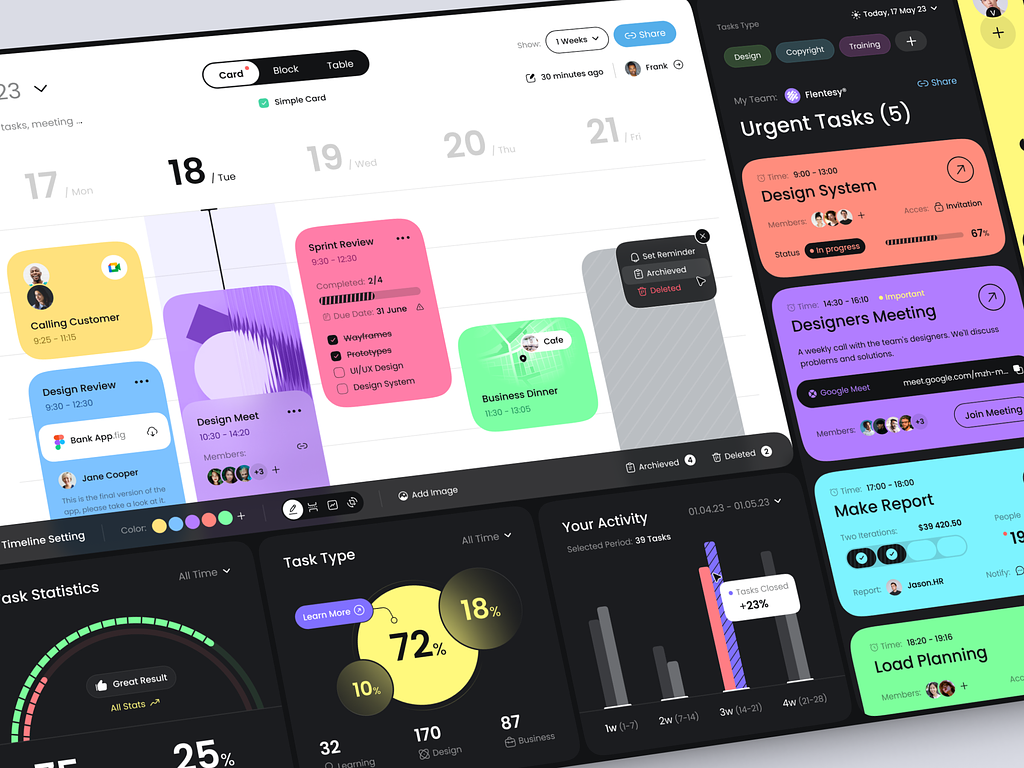 23
tasks, meeting ...
Card
Block
Table
Simple Card
Show:
1 Weeks
Share
30 minutes ago
Frank
17 / Mon
18 / Tue
19 / Wed
20 / Thu
21 / Fri
Calling Customer
9:25 - 11:15
Design Review
9:30 - 12:30
Bank App.fig
Jane Cooper
This is the final version of the
app, please take a look at it.
Design Meet
10:30 - 14:20
Members:
+3
Sprint Review
9:30 - 12:30
Completed: 2/4
Due Date: 31 June
Wayframes
Prototypes
UI/UX Design
Design System
Cafe
Business Dinner
11:30 - 13:05
Set Reminder
Archieved
Deleted
Timeline Setting
Color:
Add Image
Archieved 4
Deleted 2
ask Statistics
All Time
Great Result
All Stats
25%
Task Type
All Time
Learn More
72%
18%
10%
32
Learning
170
Design
87
Business
Your Activity
01.04.23 - 01.05.23
Selected Period: 39 Tasks
Tasks Closed
+23%
1w (1-7)
2w (7-14)
3w (14-21)
4w (21-28)
Tasks Type
Today, 17 May 23
Design
Copyright
Training
My Team:
Flentesy®
Share
Urgent Tasks (5)
Time: 9:00 - 13:00
Design System
Members:
Acces:
Invitation
Status
In progress
67%
Time: 14:30 - 16:10
Important
Designers Meeting
A weekly call with the team's designers. We'll discuss
problems and solutions.
Google Meet
meet.google.com/mzh-m...
Members:
+3
Join Meeting
Time: 17:00 - 18:00
Make Report
Two Iterations:
$39 420.50
People
19
Report:
Jason.HR
Notify:
Time: 18:20 - 19:16
Load Planning
Members:
V